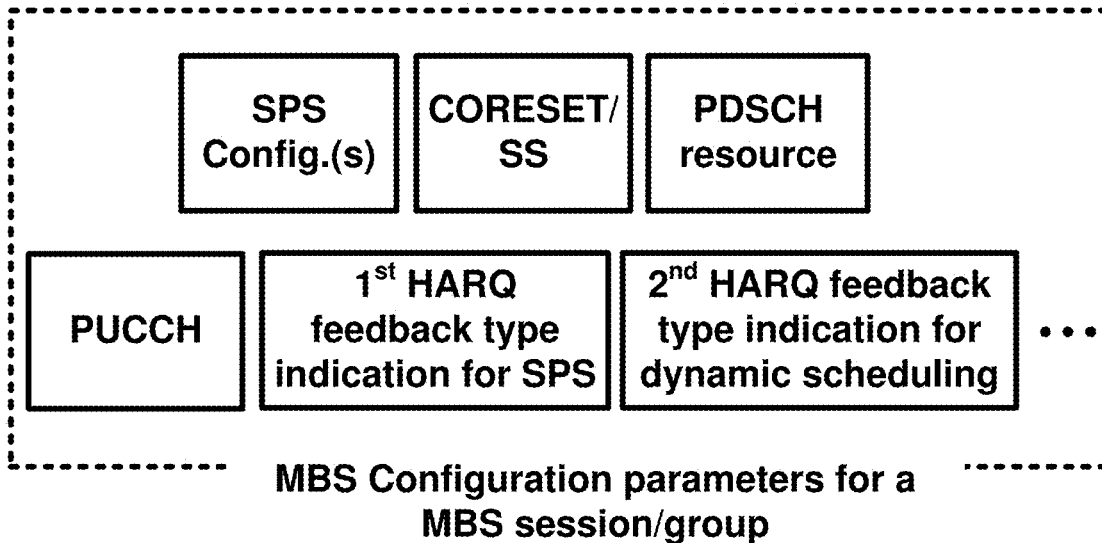 SPS
Config.(s)
CORESET/
SS
PDSCH
resource
PUCCH
1st HARQ
feedback type
indication for SPS
2nd HARQ feedback
type indication for
dynamic scheduling
•••
MBS Configuration parameters for a
MBS session/group